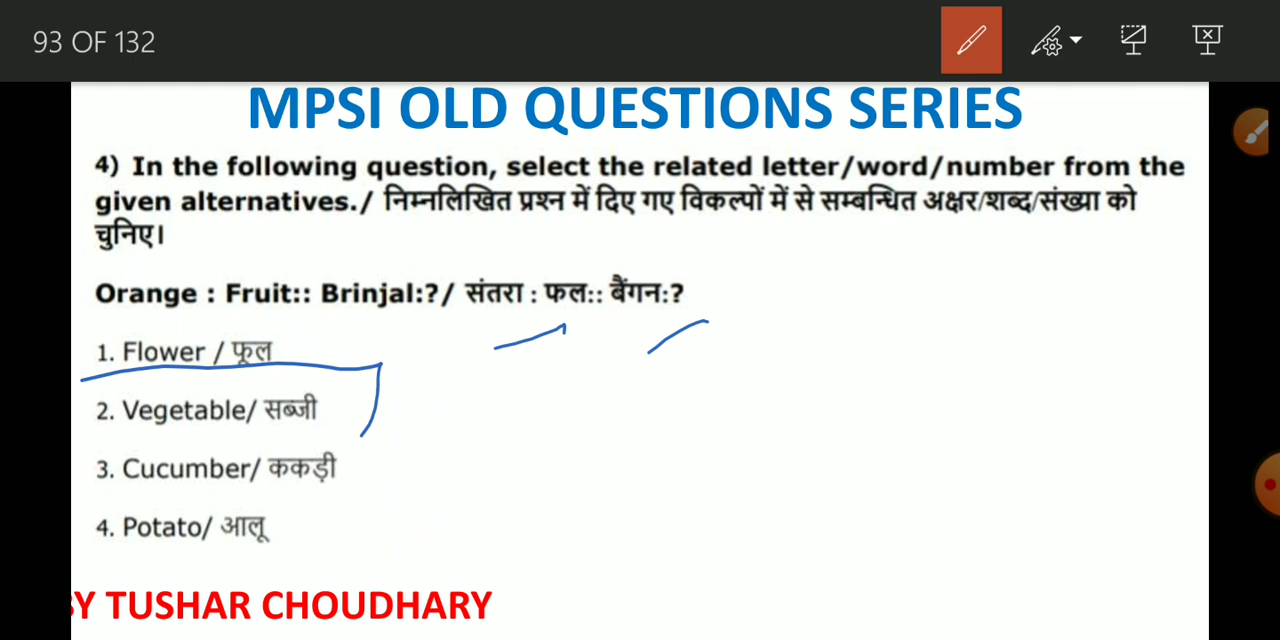 93 OF 132
MPSI OLD QUESTIONS SERIES
4) In the following question, select the related letter/word/number from the
given alternatives./ निम्नलिखित प्रश्न में दिए गए विकल्पों में से सम्बन्धित अक्षर/शब्द/संख्या को
चुनिए।
Orange : Fruit:: Brinjal:?/ संतरा : फल:: बैंगन:?
1. Flower / फूल
2. Vegetable/ सब्जी
3. Cucumber/ ककड़ी
4. Potato/ आलू
BY TUSHAR CHOUDHARY